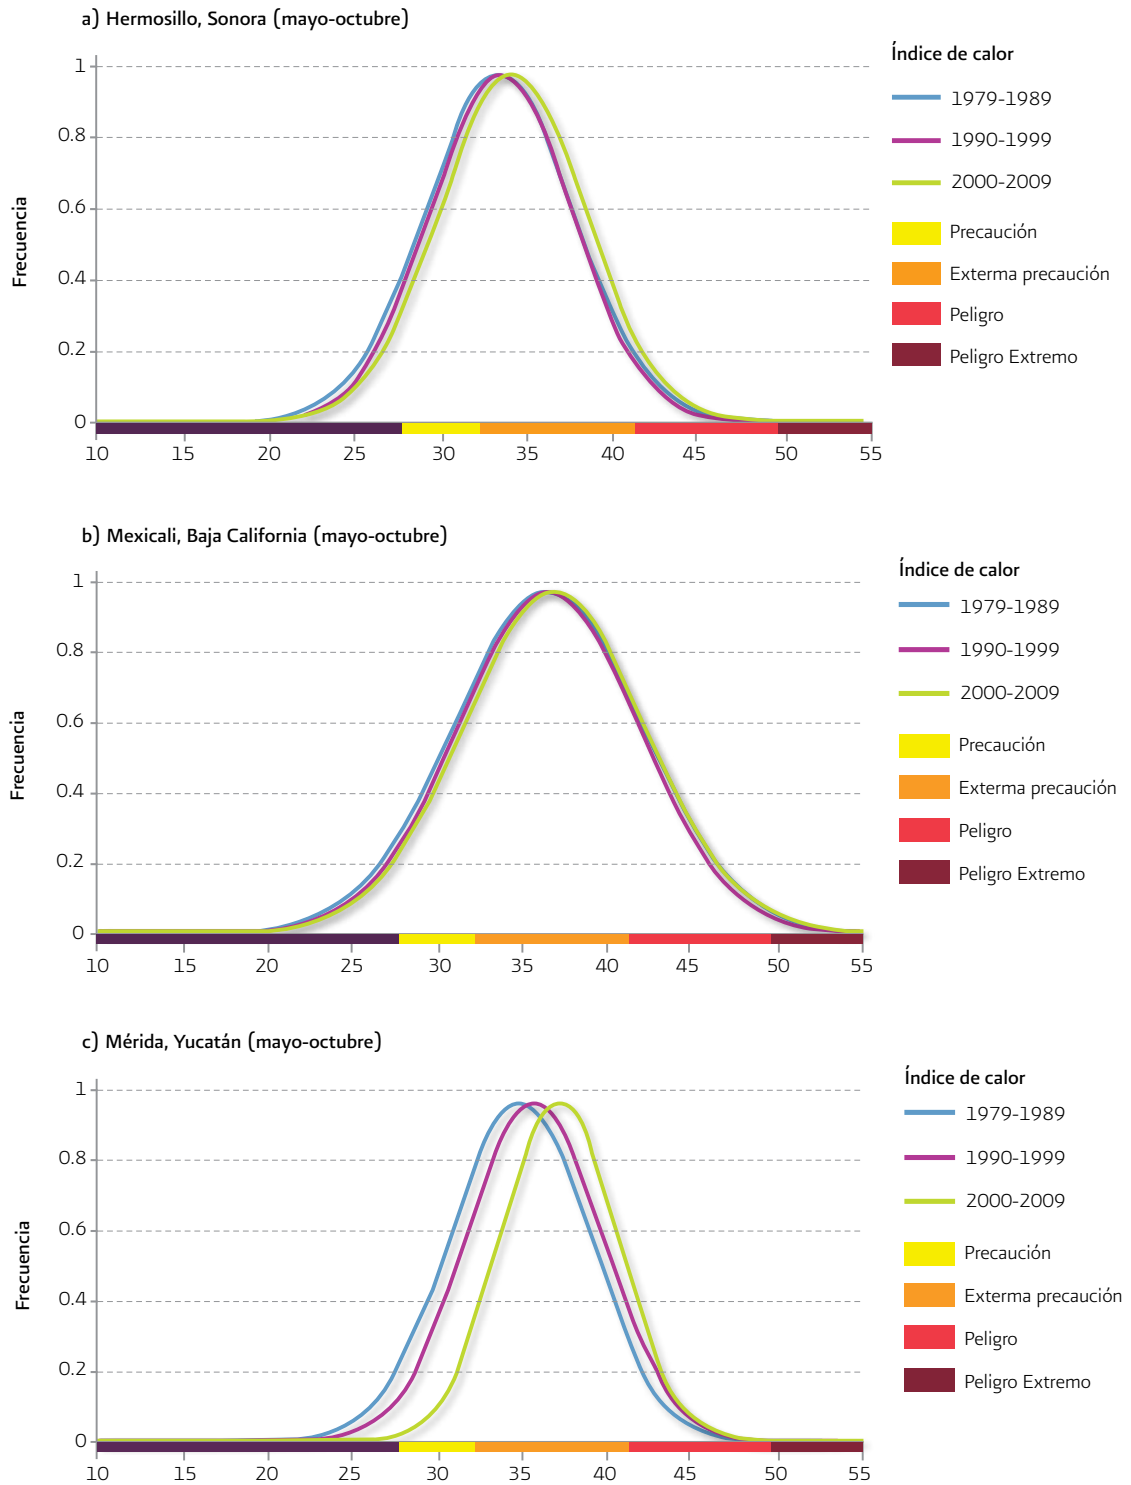 a) Hermosillo, Sonora (mayo-octubre)
Índice de calor
1979-1989
1990-1999
2000-2009
Precaución
Exterma precaución
Peligro
Peligro Extremo
Frecuencia
1
0.8
0.6
0.4
0.2
0
10 15 20 25 30 35 40 45 50 55
b) Mexicali, Baja California (mayo-octubre)
Índice de calor
1979-1989
1990-1999
2000-2009
Precaución
Exterma precaución
Peligro
Peligro Extremo
Frecuencia
1
0.8
0.6
0.4
0.2
0
10 15 20 25 30 35 40 45 50 55
c) Mérida, Yucatán (mayo-octubre)
Índice de calor
1979-1989
1990-1999
2000-2009
Precaución
Exterma precaución
Peligro
Peligro Extremo
Frecuencia
1
0.8
0.6
0.4
0.2
0
10 15 20 25 30 35 40 45 50 55